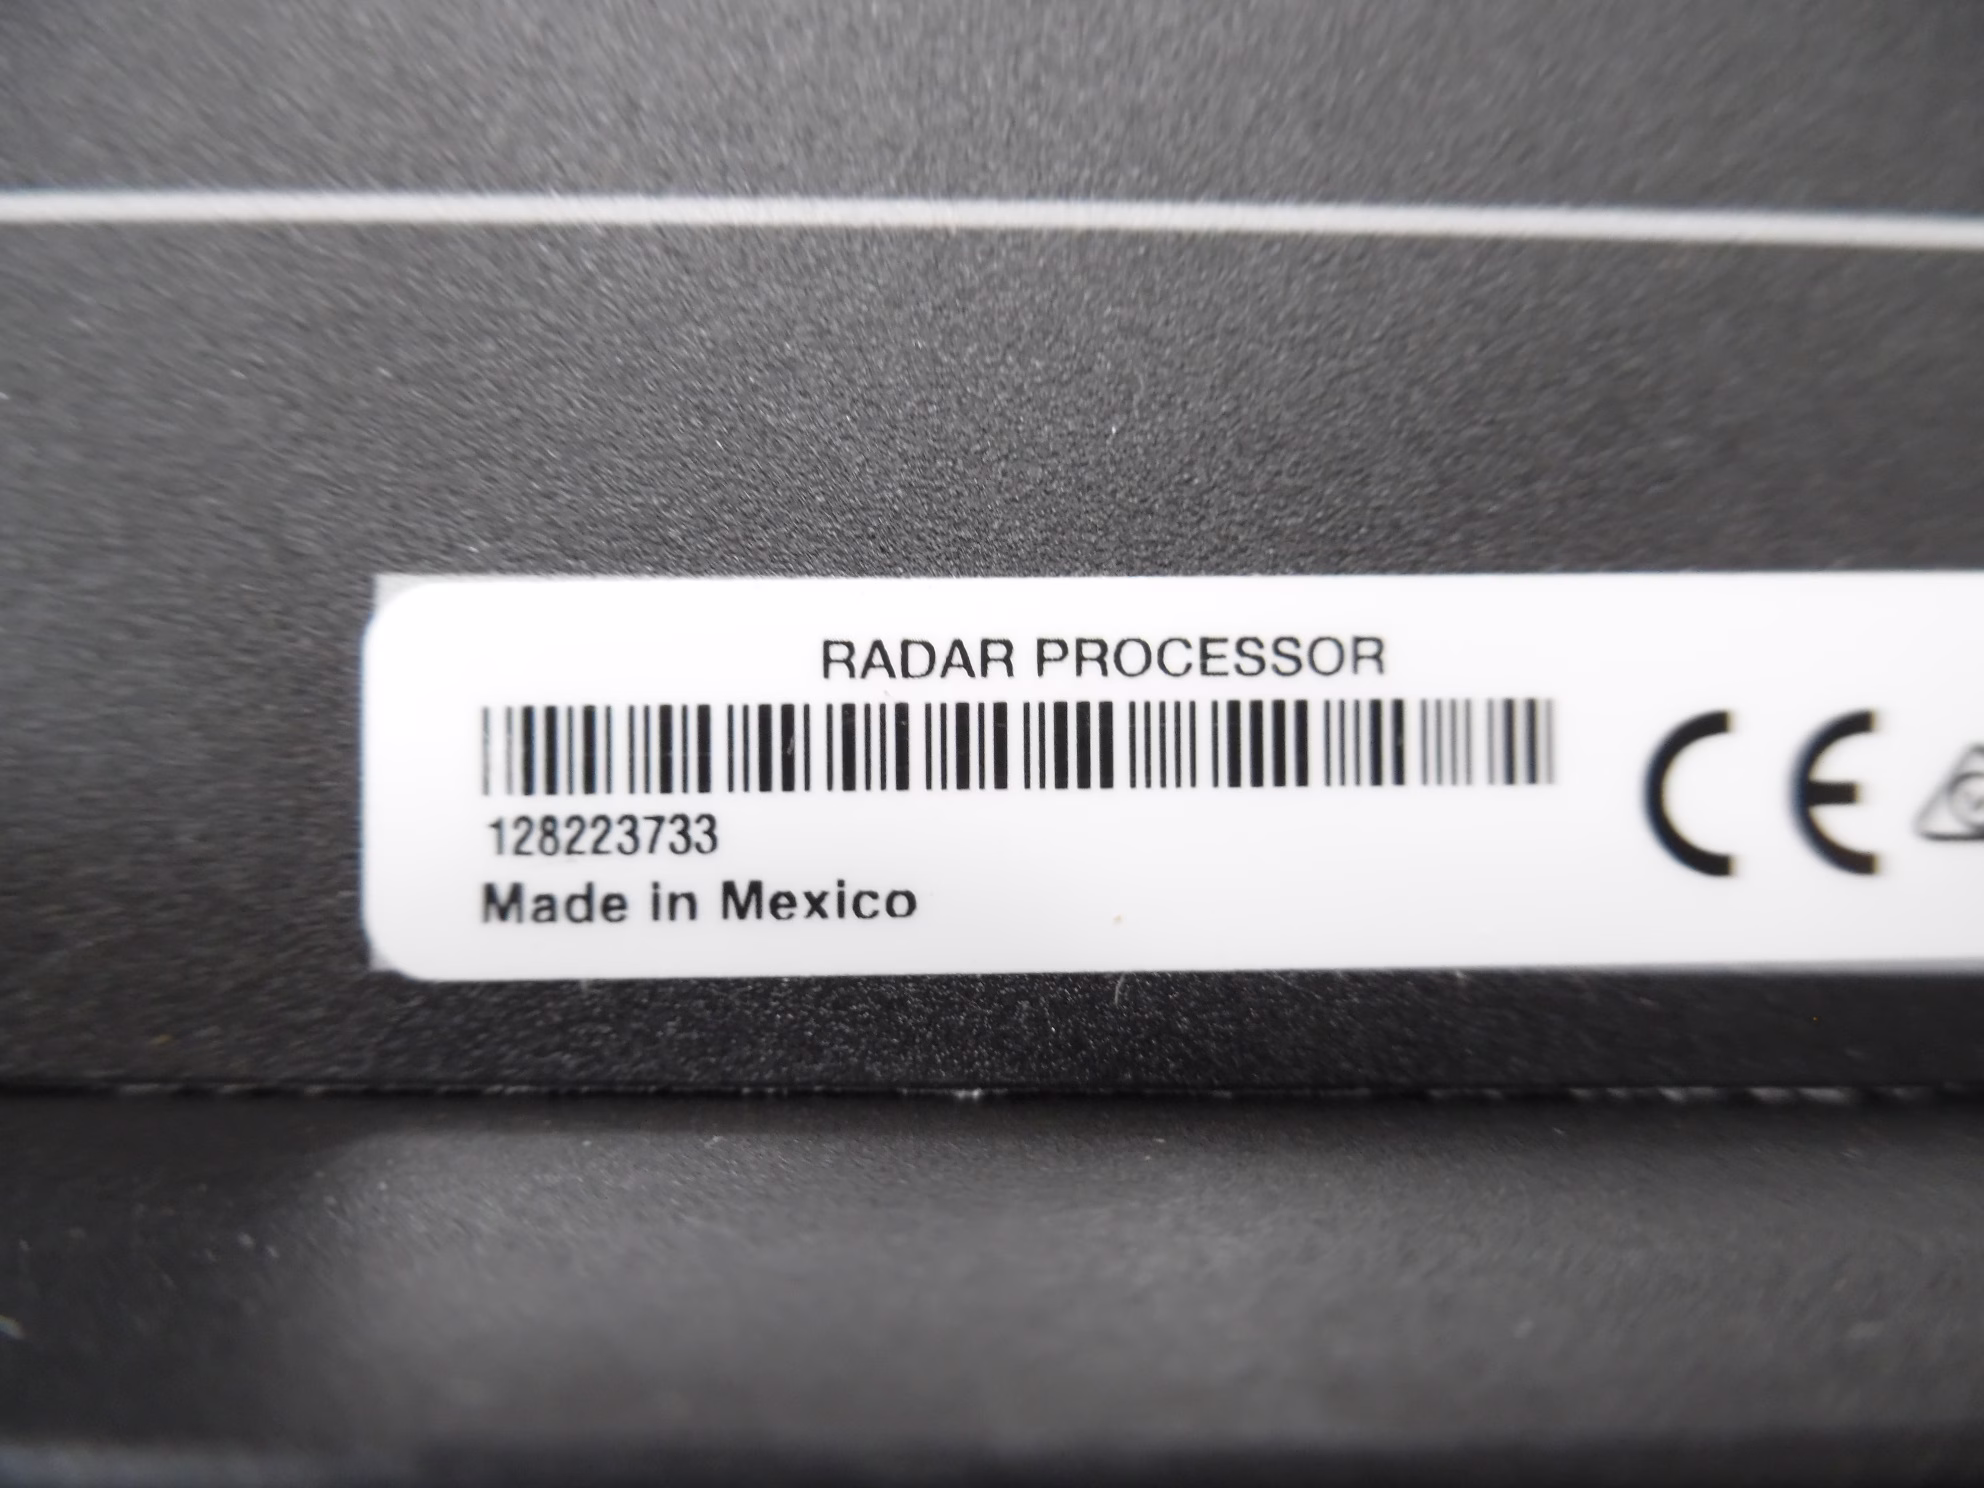 RADAR PROCESSOR
128223733
Made in Mexico
CE